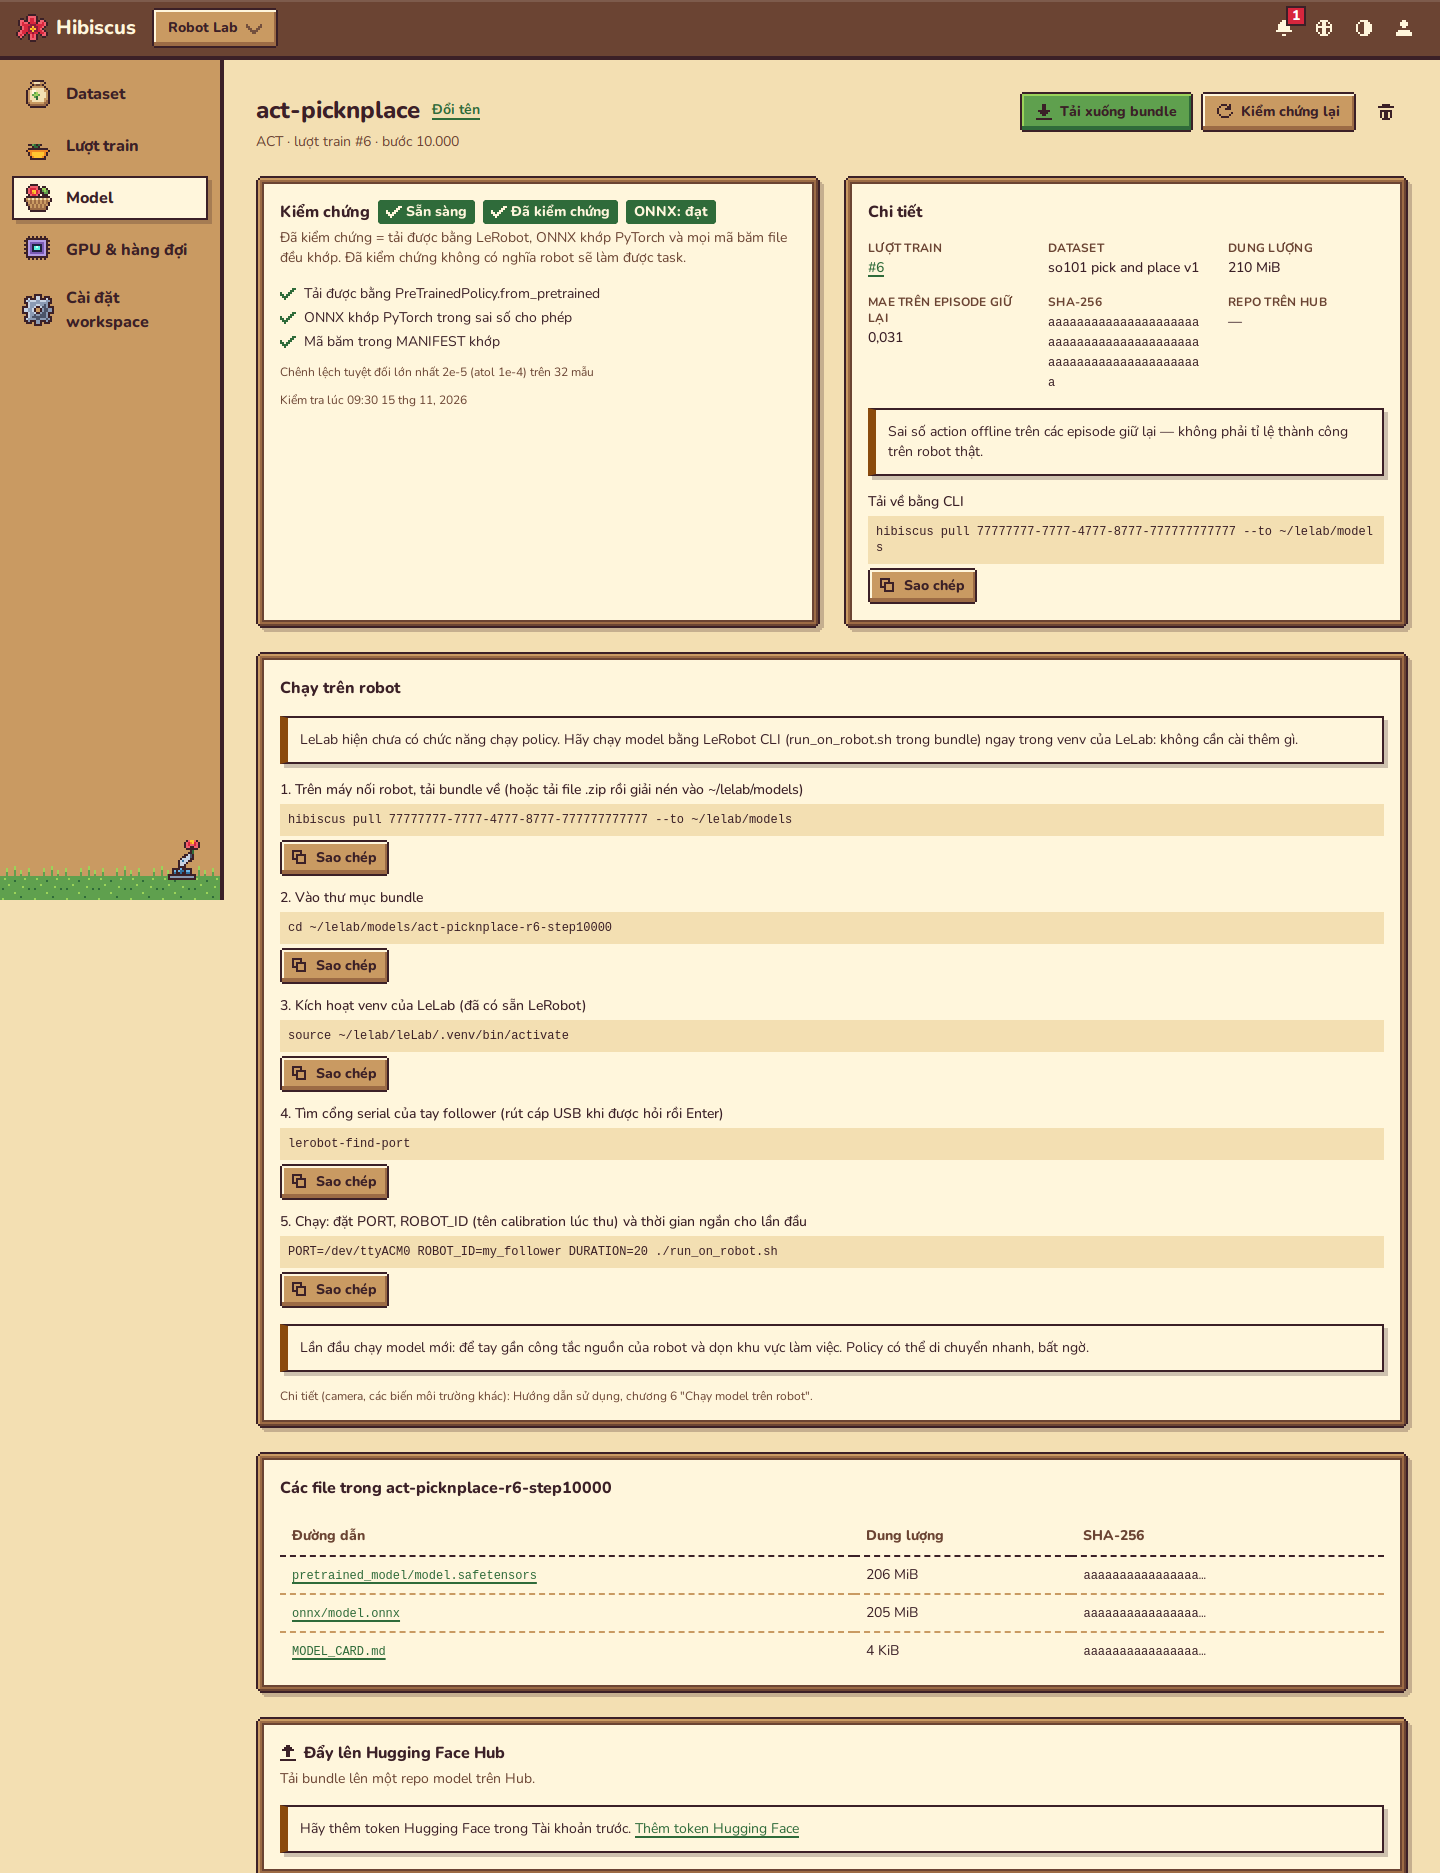 Hibiscus
Robot Lab
1
Dataset
Lượt train
Model
GPU & hàng đợi
Cài đặt
workspace
act-picknplace Đổi tên
ACT · lượt train #6 · bước 10.000
Tải xuống bundle
Kiểm chứng lại
Kiểm chứng Sẵn sàng Đã kiểm chứng ONNX: đạt
Đã kiểm chứng = tải được bằng LeRobot, ONNX khớp PyTorch và mọi mã băm file
đều khớp. Đã kiểm chứng không có nghĩa robot sẽ làm được task.
Tải được bằng PreTrainedPolicy.from_pretrained
ONNX khớp PyTorch trong sai số cho phép
Mã băm trong MANIFEST khớp
Chênh lệch tuyệt đối lớn nhất 2e-5 (atol 1e-4) trên 32 mẫu
Kiểm tra lúc 09:30 15 thg 11, 2026
Chi tiết
LƯỢT TRAIN
#6
DATASET
so101 pick and place v1
DUNG LƯỢNG
210 MiB
MAE TRÊN EPISODE GIỮ
LẠI
0,031
SHA-256
aaaaaaaaaaaaaaaaaaaaa
aaaaaaaaaaaaaaaaaaaaa
aaaaaaaaaaaaaaaaaaaaa
a
REPO TRÊN HUB
—
Sai số action offline trên các episode giữ lại — không phải tỉ lệ thành công
trên robot thật.
Tải về bằng CLI
hibiscus pull 77777777-7777-4777-8777-777777777777 --to ~/lelab/model
s
Sao chép
Chạy trên robot
LeLab hiện chưa có chức năng chạy policy. Hãy chạy model bằng LeRobot CLI (run_on_robot.sh trong bundle) ngay trong venv của LeLab: không cần cài thêm gì.
1. Trên máy nối robot, tải bundle về (hoặc tải file .zip rồi giải nén vào ~/lelab/models)
hibiscus pull 77777777-7777-4777-8777-777777777777 --to ~/lelab/models
Sao chép
2. Vào thư mục bundle
cd ~/lelab/models/act-picknplace-r6-step10000
Sao chép
3. Kích hoạt venv của LeLab (đã có sẵn LeRobot)
source ~/lelab/leLab/.venv/bin/activate
Sao chép
4. Tìm cổng serial của tay follower (rút cáp USB khi được hỏi rồi Enter)
lerobot-find-port
Sao chép
5. Chạy: đặt PORT, ROBOT_ID (tên calibration lúc thu) và thời gian ngắn cho lần đầu
PORT=/dev/ttyACM0 ROBOT_ID=my_follower DURATION=20 ./run_on_robot.sh
Sao chép
Lần đầu chạy model mới: để tay gần công tắc nguồn của robot và dọn khu vực làm việc. Policy có thể di chuyển nhanh, bất ngờ.
Chi tiết (camera, các biến môi trường khác): Hướng dẫn sử dụng, chương 6 "Chạy model trên robot".
Các file trong act-picknplace-r6-step10000
Đường dẫn Dung lượng SHA-256
pretrained_model/model.safetensors 206 MiB aaaaaaaaaaaaaaaa…
onnx/model.onnx 205 MiB aaaaaaaaaaaaaaaa…
MODEL_CARD.md 4 KiB aaaaaaaaaaaaaaaa…
Đẩy lên Hugging Face Hub
Tải bundle lên một repo model trên Hub.
Hãy thêm token Hugging Face trong Tài khoản trước. Thêm token Hugging Face